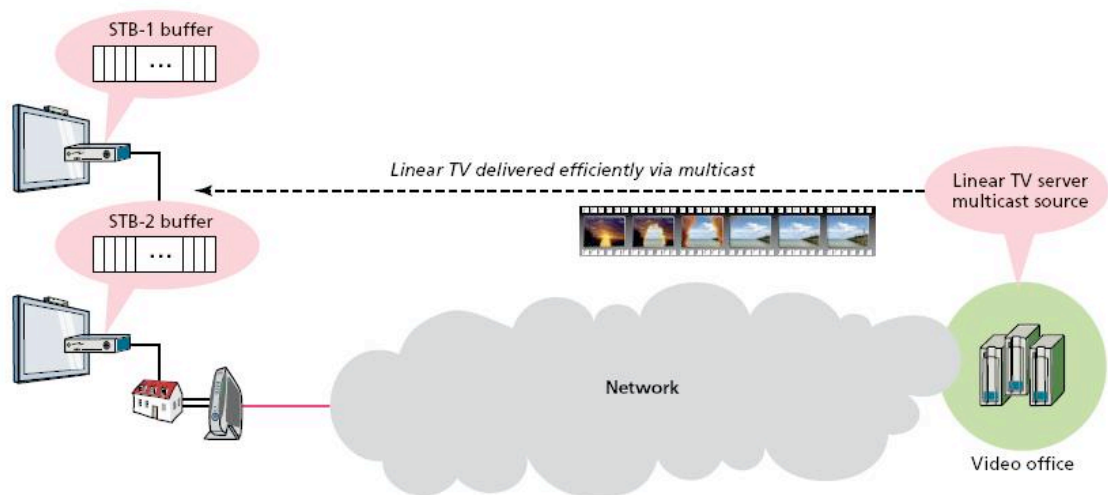 STB-1 buffer
...
Linear TV delivered efficiently via multicast
Linear TV server
multicast source
STB-2 buffer
...
Network
Video office